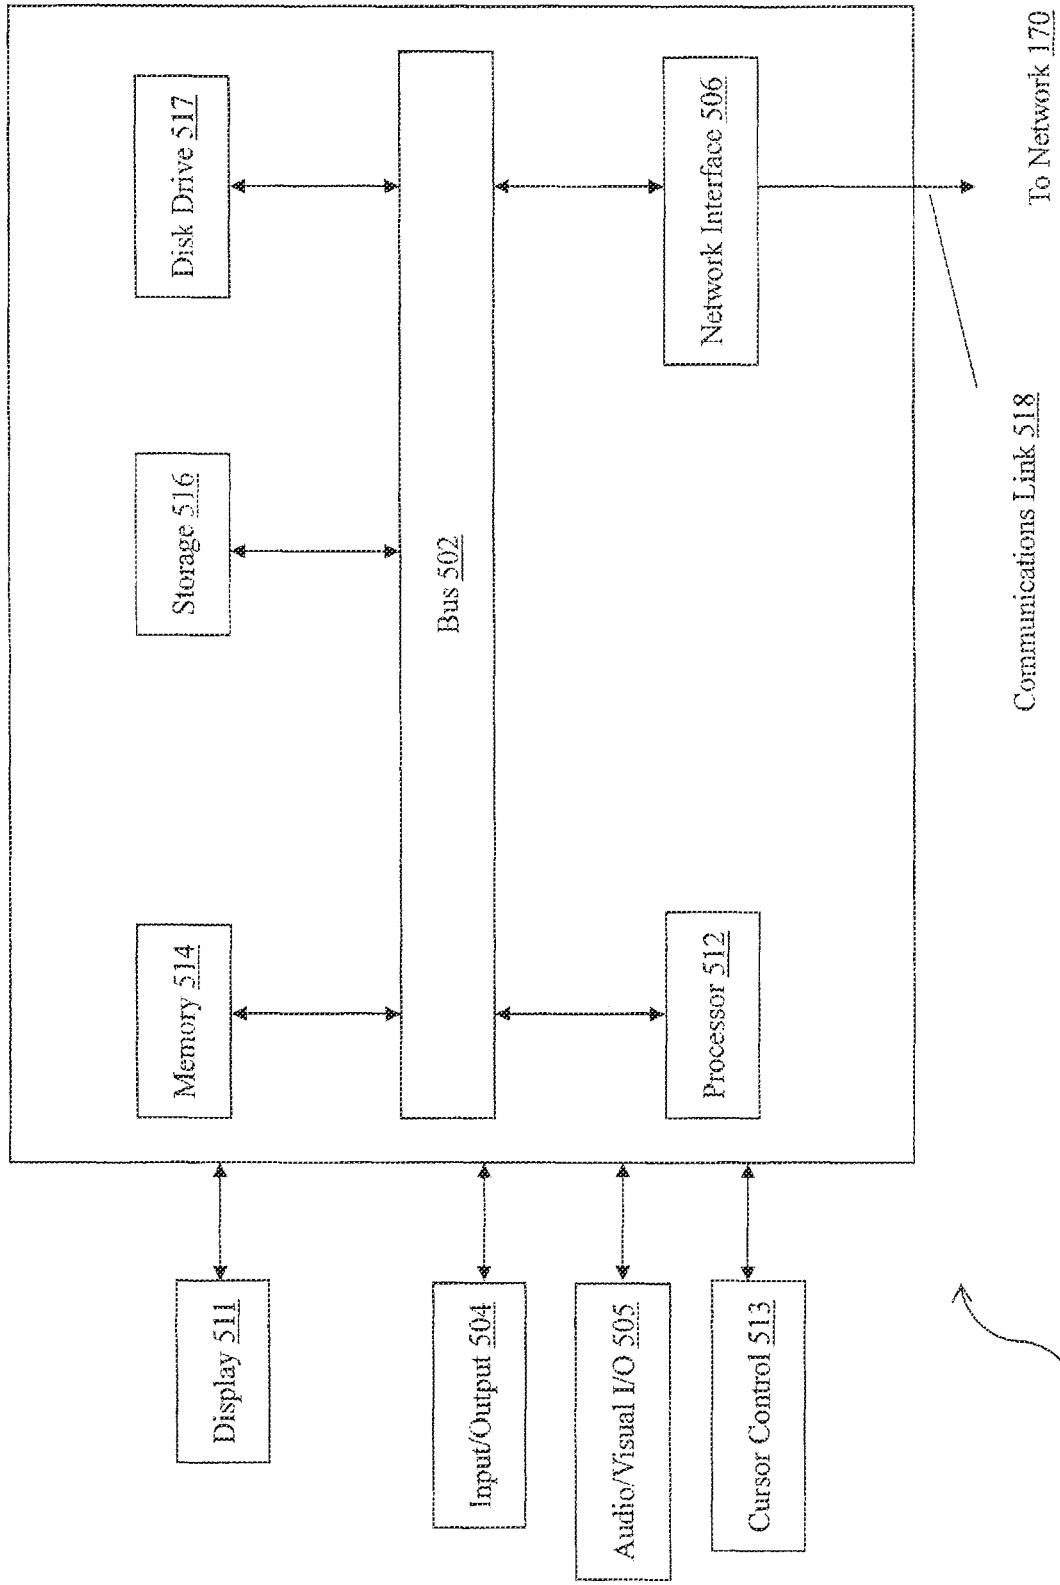 Display 511
Input/Output 504
Audio/Visual I/O 505
Cursor Control 513
Memory 514
Storage 516
Disk Drive 517
Bus 502
Processor 512
Network Interface 506
Communications Link 518
To Network 170